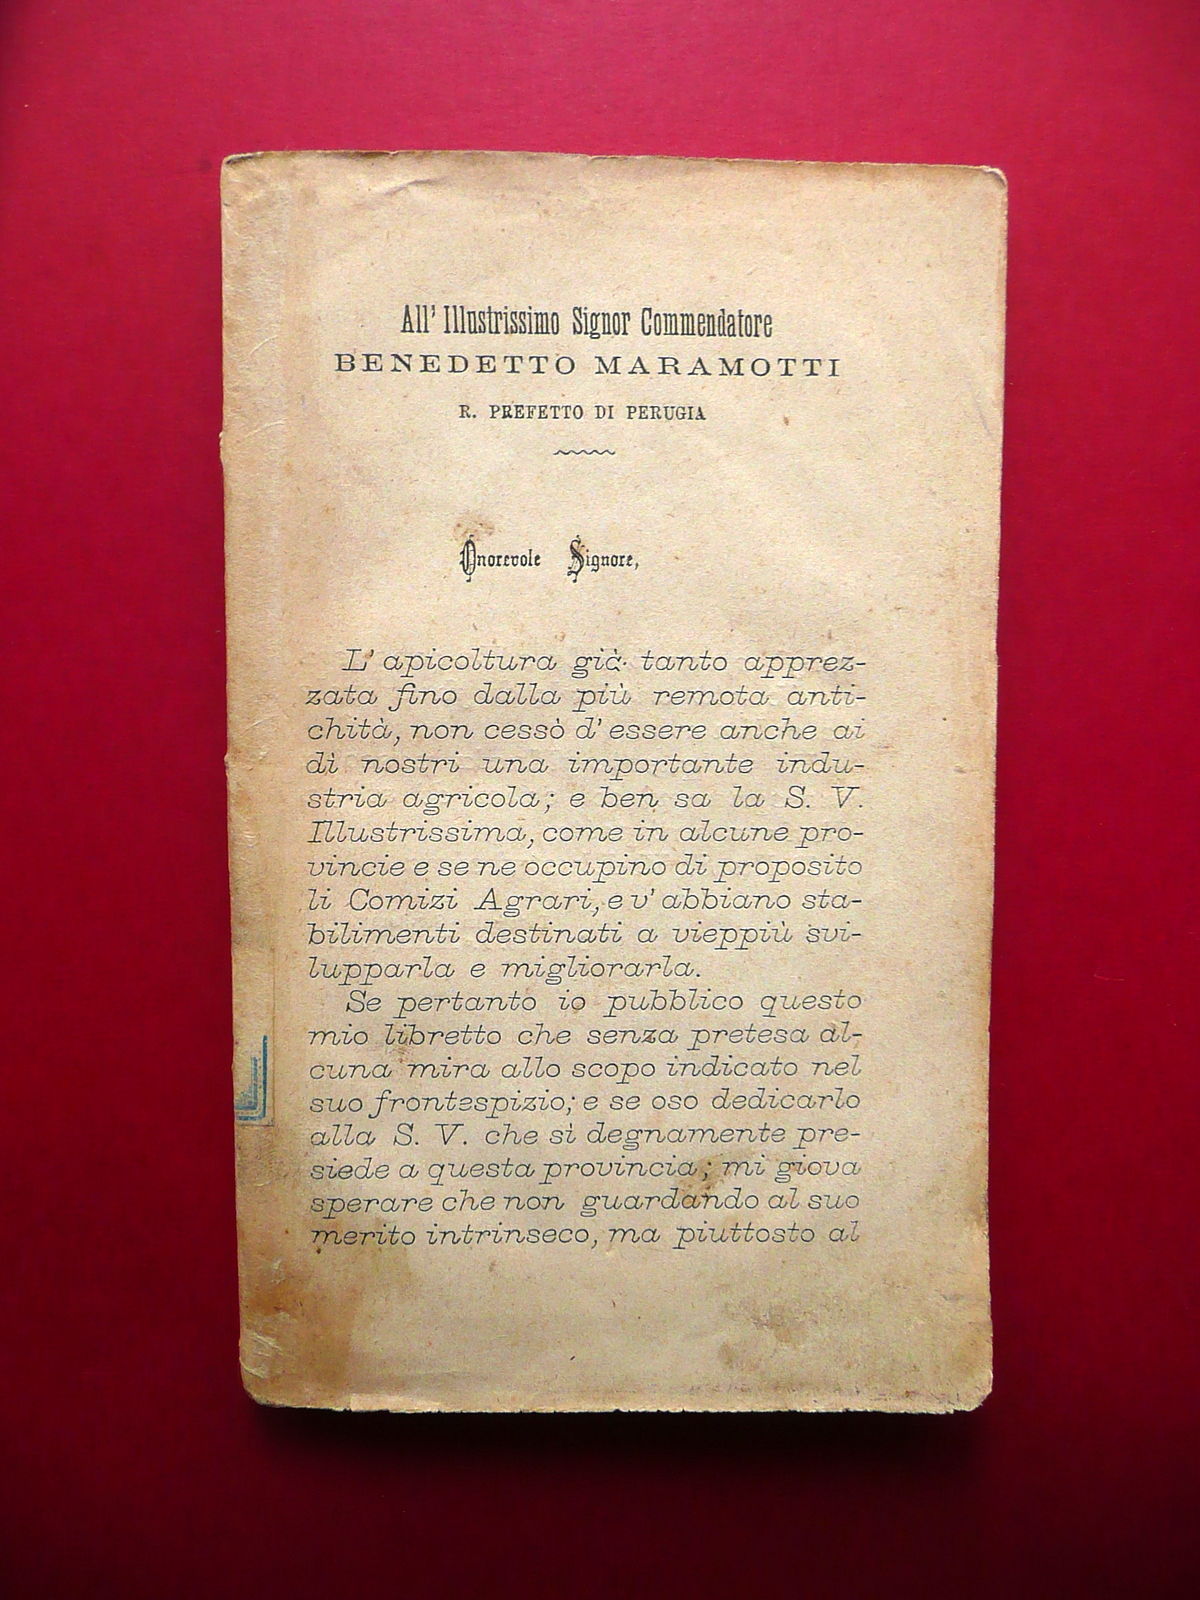 All' Illustrissimo Signor Commendatore
BENEDETTO MARAMOTTI
R. PREFETTO DI PERUGIA
Onorevole Signore,
L' apicoltura già tanto apprez-
zata fino dalla più remota anti-
chità, non cessò d' essere anche ai
dì nostri una importante indu-
stria agricola; e ben sa la S. V.
Illustrissima, come in alcune pro-
vincie e se ne occupino di proposito
li Comizi Agrari, e v' abbiano sta-
bilimenti destinati a vieppiù svi-
lupparla e migliorarla.
Se pertanto io pubblico questo
mio libretto che senza pretesa al-
cuna mira allo scopo indicato nel
suo frontespizio; e se oso dedicarlo
alla S. V. che sì degnamente pre-
siede a questa provincia; mi giova
sperare che non guardando al suo
merito intrinseco, ma piuttosto al